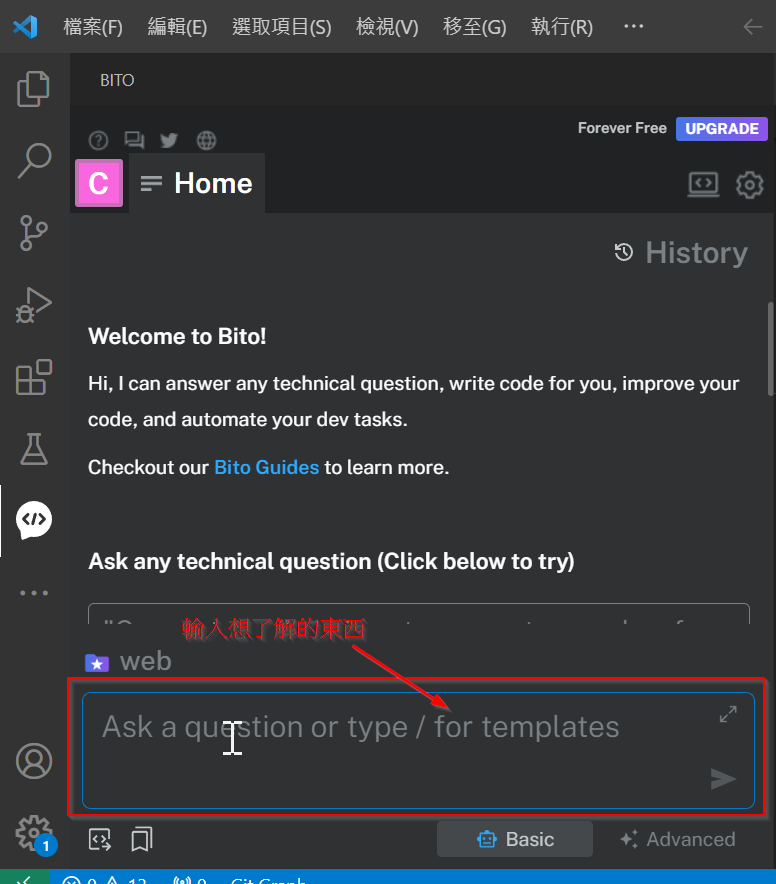 檔案(F) 編輯(E) 選取項目(S) 檢視(V) 移至(G) 執行(R) ...
BITO
Forever Free UPGRADE
C Home
History
Welcome to Bito!
Hi, I can answer any technical question, write code for you, improve your
code, and automate your dev tasks.
Checkout our Bito Guides to learn more.
Ask any technical question (Click below to try)
輸入想了解的東西
web
Ask a question or type / for templates
Basic Advanced
1
Git Graph